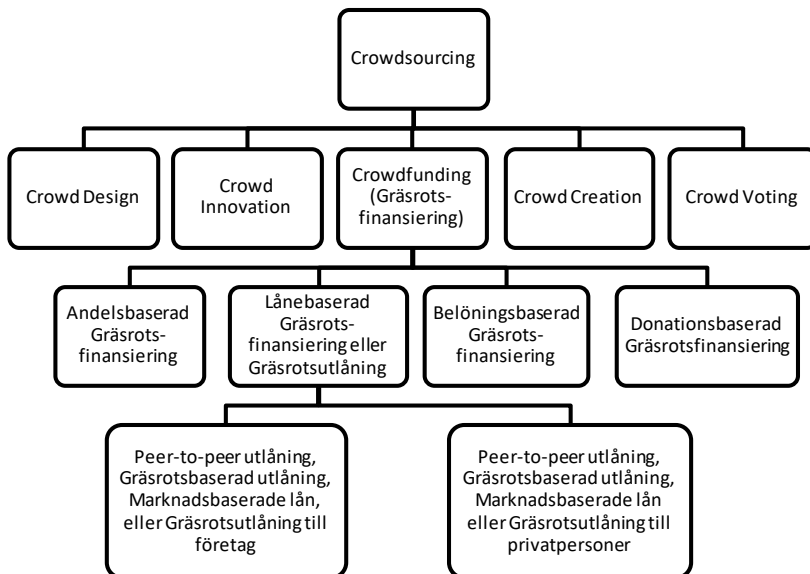 Crowdsourcing
Crowd Design
Crowd
Innovation
Crowdfunding
(Gräsrots-
finansiering)
Crowd Creation
Crowd Voting
Andelsbaserad
Gräsrots-
finansiering
Lånebaserad
Gräsrots-
finansiering eller
Gräsrotsutlåning
Belöningsbaserad
Gräsrots-
finansiering
Donationsbaserad
Gräsrotsfinansiering
Peer-to-peer utlåning,
Gräsrotsbaserad utlåning,
Marknadsbaserade lån,
eller Gräsrotsutlåning till
företag
Peer-to-peer utlåning,
Gräsrotsbaserad utlåning,
Marknadsbaserade lån
eller Gräsrotsutlåning till
privatpersoner